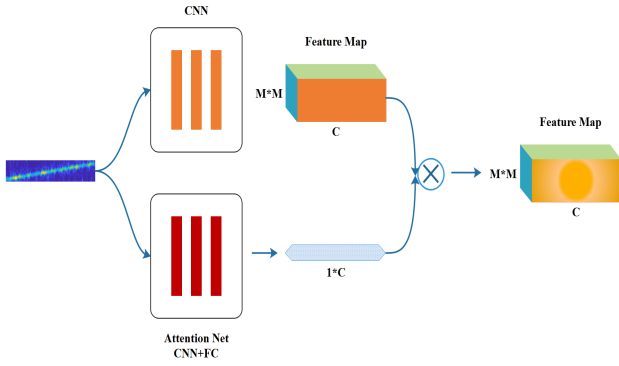 CNN
Feature Map
M*M
C
Feature Map
M*M
C
1*C
Attention Net
CNN+FC